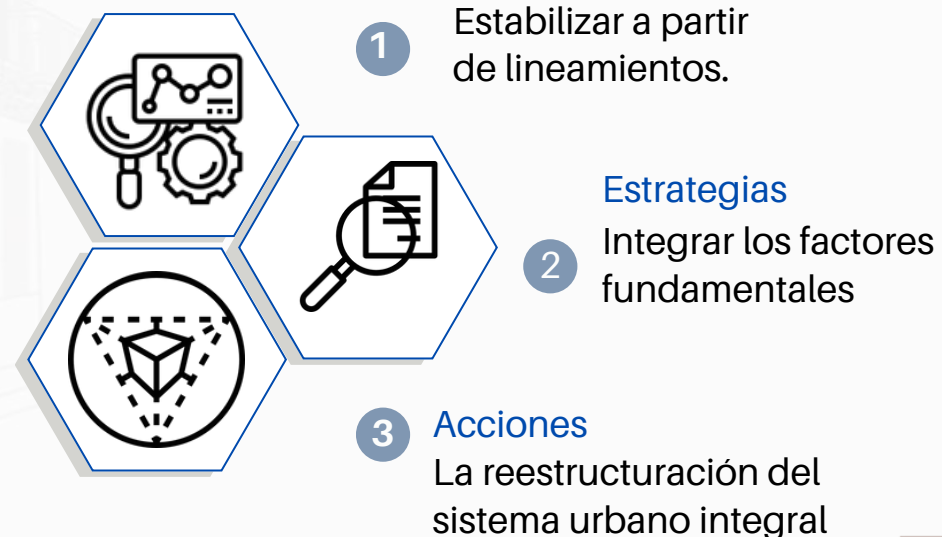 1
Estabilizar a partir
de lineamientos.
Estrategias
2
Integrar los factores
fundamentales
3
Acciones
La reestructuración del
sistema urbano integral